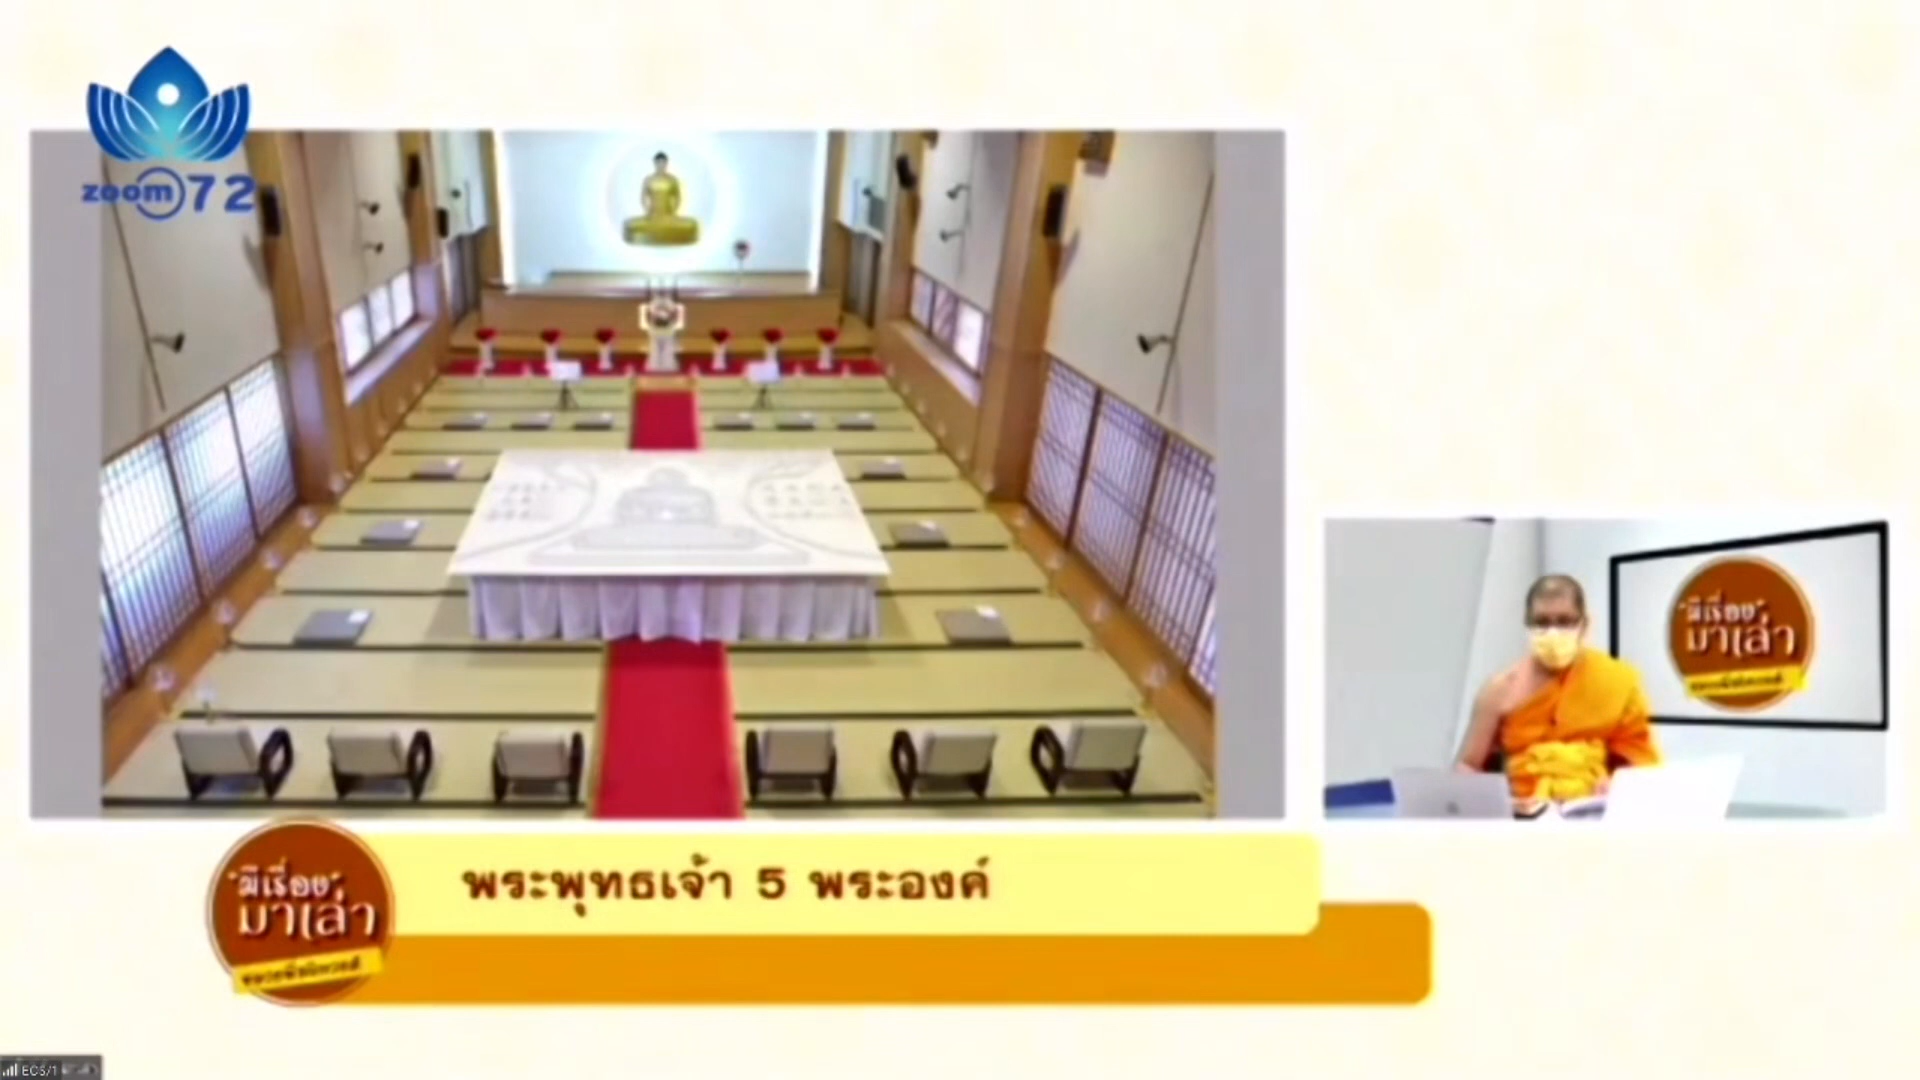 zoom 72
"มีเรื่อง"
มาเล่า
พระพุทธเจ้า 5 พระองค์
"มีเรื่อง"
มาเล่า
ECS/1